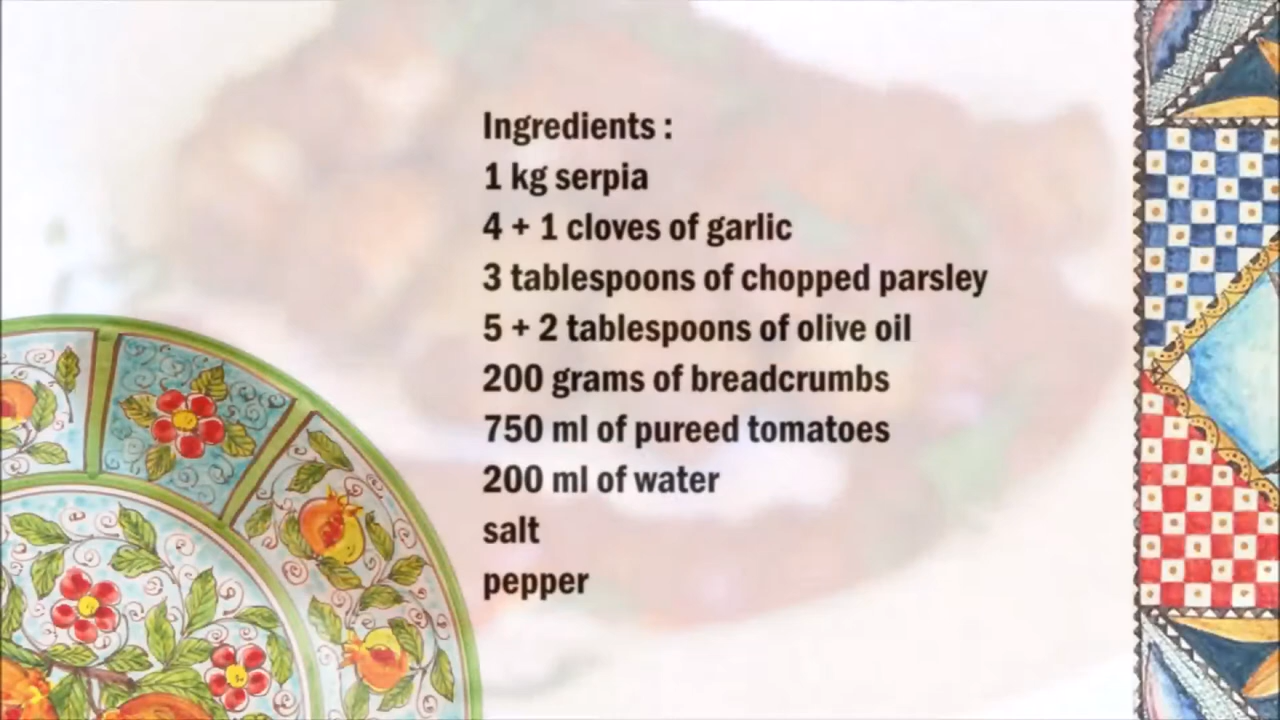 Ingredients :
1 kg serpia
4 + 1 cloves of garlic
3 tablespoons of chopped parsley
5 + 2 tablespoons of olive oil
200 grams of breadcrumbs
750 ml of pureed tomatoes
200 ml of water
salt
pepper